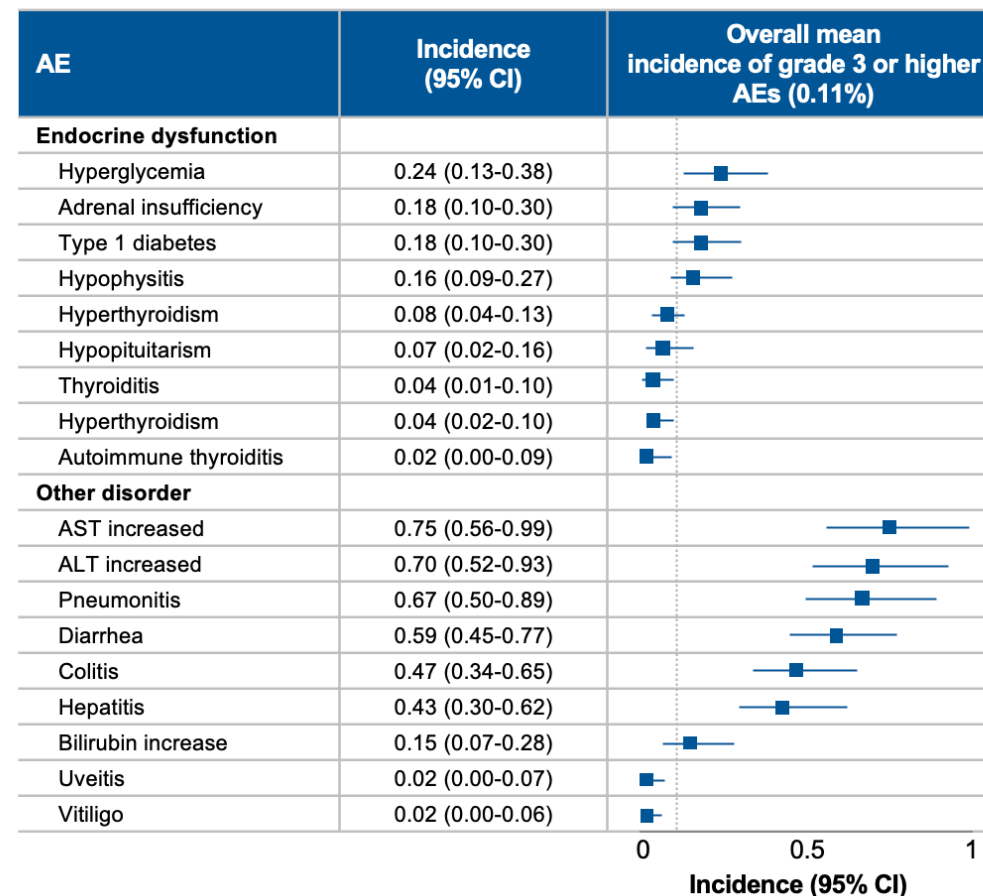 AE Incidence (95% CI) Overall mean incidence of grade 3 or higher AEs (0.11%)
Endocrine dysfunction
Hyperglycemia 0.24 (0.13-0.38)
Adrenal insufficiency 0.18 (0.10-0.30)
Type 1 diabetes 0.18 (0.10-0.30)
Hypophysitis 0.16 (0.09-0.27)
Hyperthyroidism 0.08 (0.04-0.13)
Hypopituitarism 0.07 (0.02-0.16)
Thyroiditis 0.04 (0.01-0.10)
Hyperthyroidism 0.04 (0.02-0.10)
Autoimmune thyroiditis 0.02 (0.00-0.09)
Other disorder
AST increased 0.75 (0.56-0.99)
ALT increased 0.70 (0.52-0.93)
Pneumonitis 0.67 (0.50-0.89)
Diarrhea 0.59 (0.45-0.77)
Colitis 0.47 (0.34-0.65)
Hepatitis 0.43 (0.30-0.62)
Bilirubin increase 0.15 (0.07-0.28)
Uveitis 0.02 (0.00-0.07)
Vitiligo 0.02 (0.00-0.06)
0 0.5 1
Incidence (95% CI)